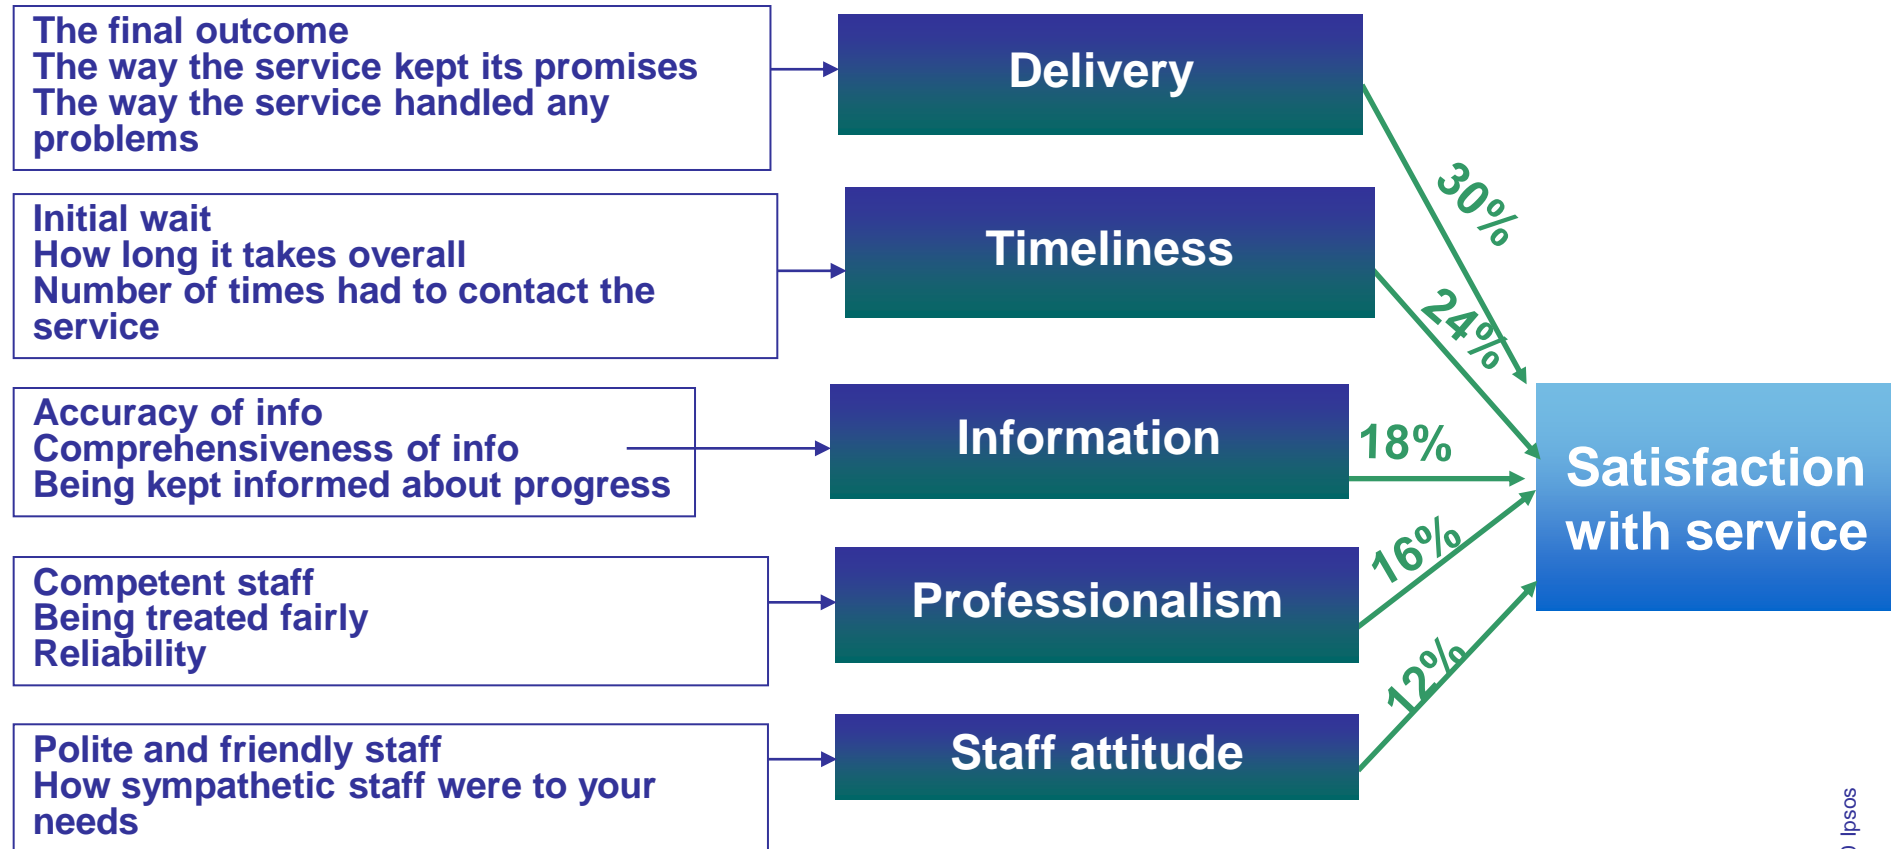 The final outcome
The way the service kept its promises
The way the service handled any
problems
Delivery
30%
Initial wait
How long it takes overall
Number of times had to contact the
service
Timeliness
24%
Accuracy of info
Comprehensiveness of info
Being kept informed about progress
Information
18%
Satisfaction
with service
Competent staff
Being treated fairly
Reliability
Professionalism
16%
Polite and friendly staff
How sympathetic staff were to your
needs
Staff attitude
12%
Ipsos